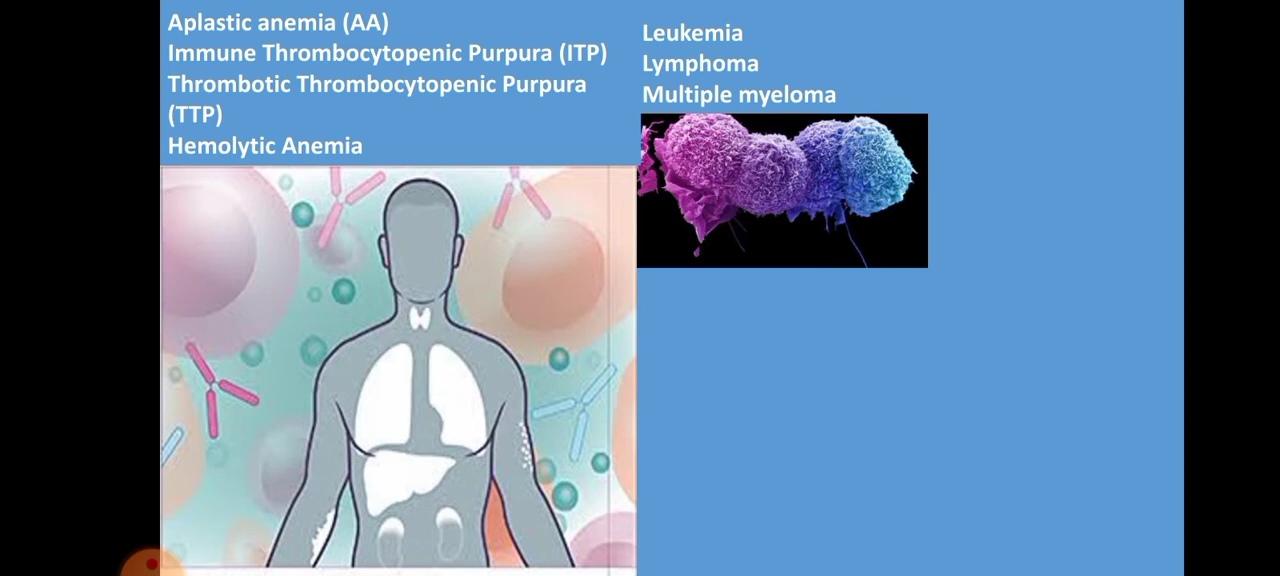 Aplastic anemia (AA)
Immune Thrombocytopenic Purpura (ITP)
Thrombotic Thrombocytopenic Purpura
(TTP)
Hemolytic Anemia
Leukemia
Lymphoma
Multiple myeloma